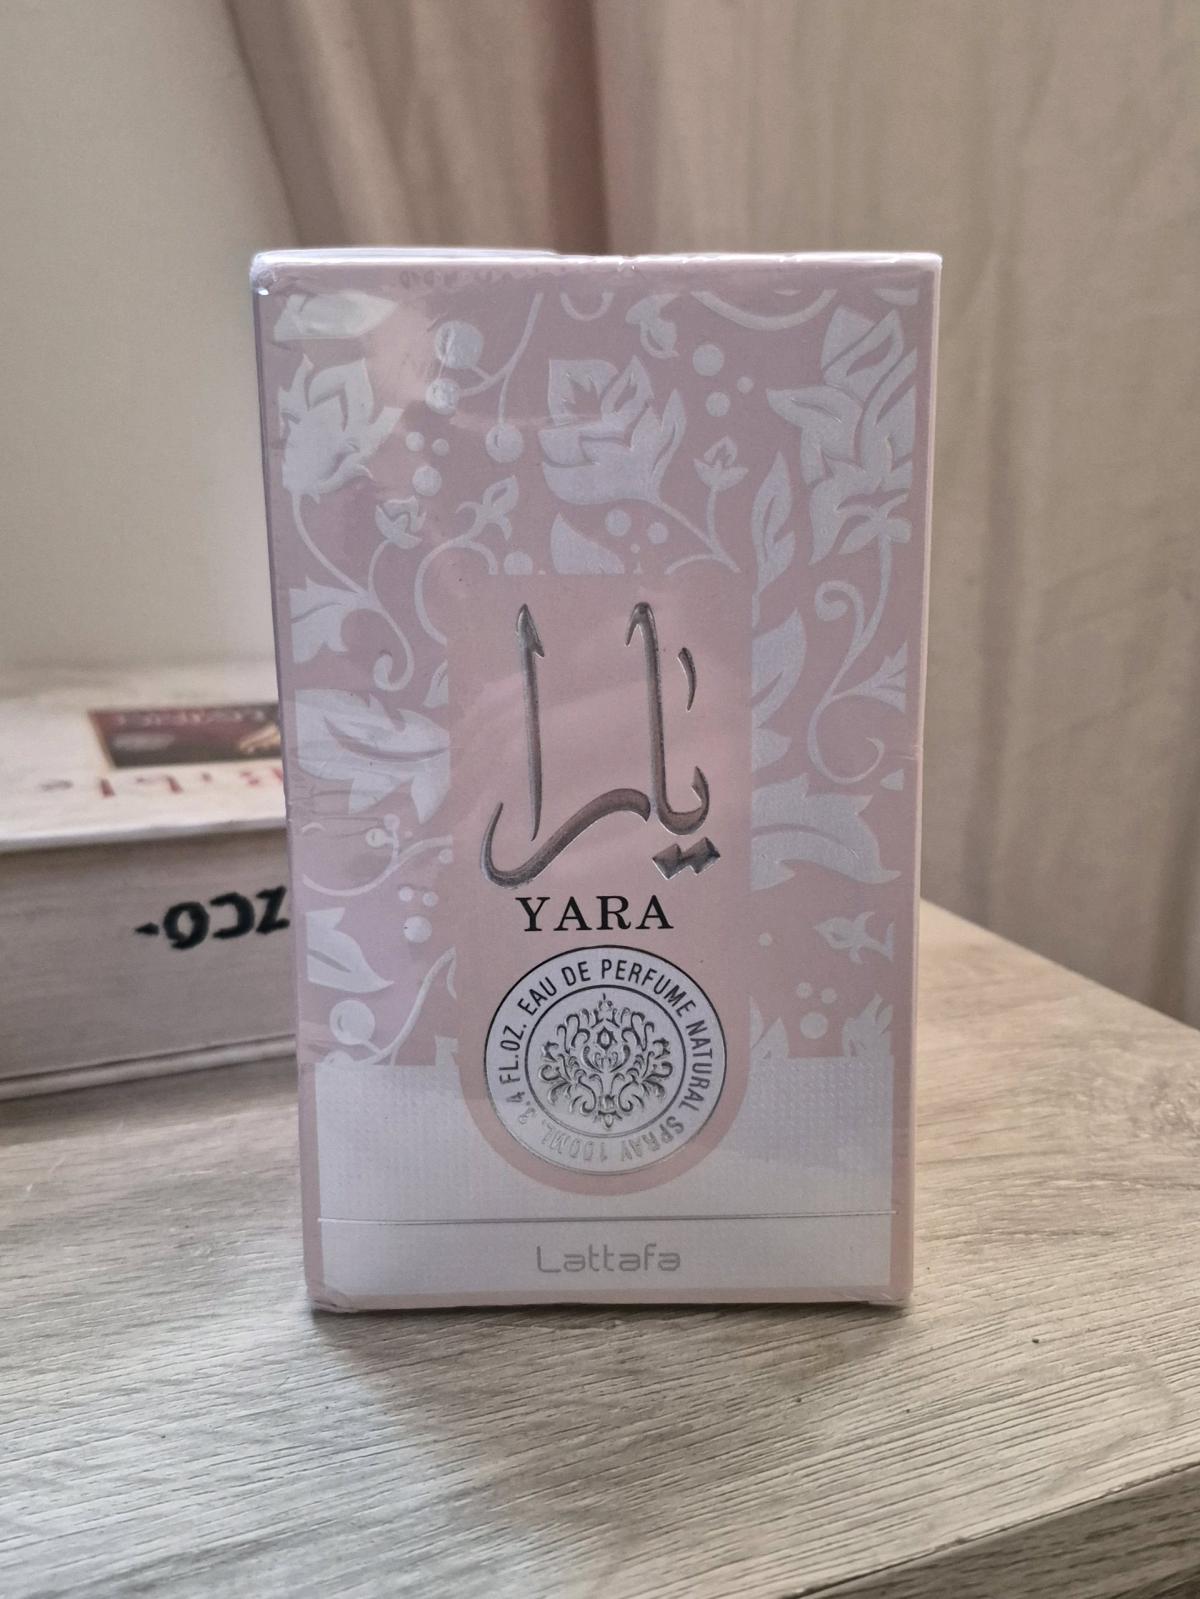 يارا
YARA
3.4 FL.OZ. EAU DE PERFUME NATURAL SPRAY 100ML.
Lattafa